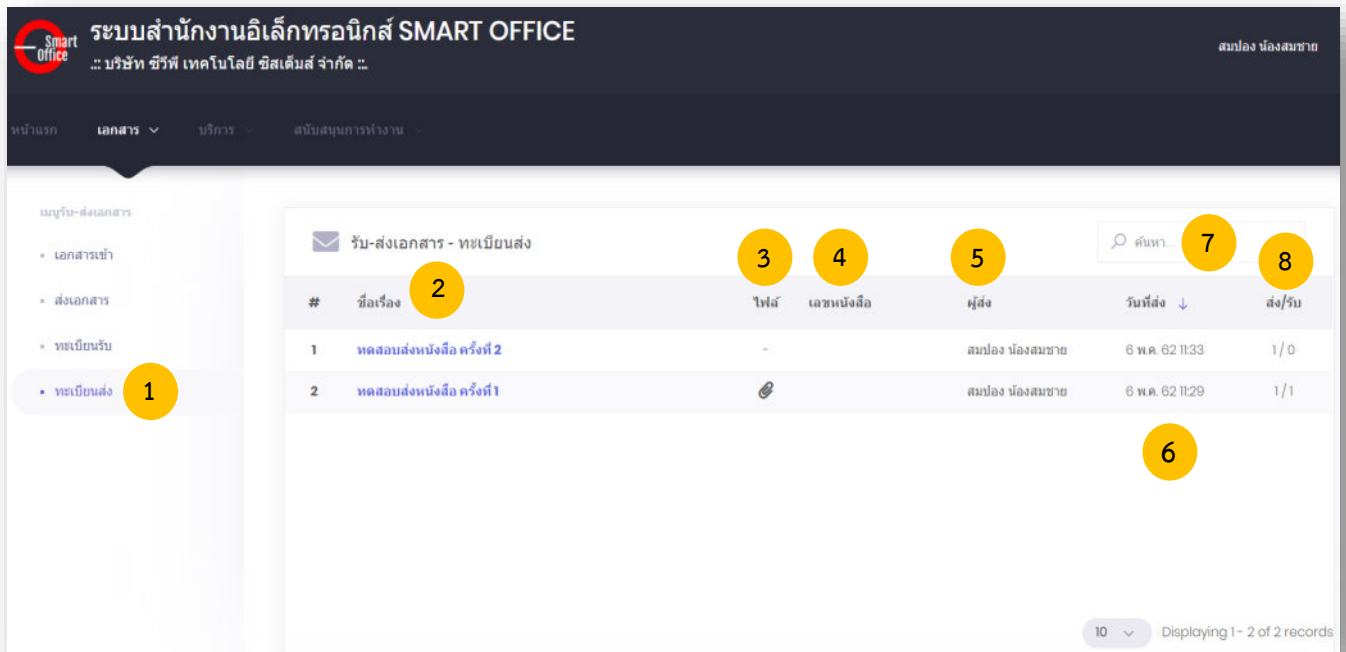 Smart Office
ระบบสำนักงานอิเล็กทรอนิกส์ SMART OFFICE
.:: บริษัท ซีวีพี เทคโนโลยี ซิสเต็มส์ จำกัด ::.
สมปอง น้องสมชาย
หน้าแรก เอกสาร บริการ สนับสนุนการทำงาน
เมนูรับ-ส่งเอกสาร
เอกสารเข้า
ส่งเอกสาร
ทะเบียนรับ
ทะเบียนส่ง 1
รับ-ส่งเอกสาร - ทะเบียนส่ง
ค้นหา... 7
2 3 4 5 8
# ชื่อเรื่อง ไฟล์ เลขหนังสือ ผู้ส่ง วันที่ส่ง ↓ ส่ง/รับ
1 ทดสอบส่งหนังสือ ครั้งที่ 2 - สมปอง น้องสมชาย 6 พ.ค. 62 11:33 1 / 0
2 ทดสอบส่งหนังสือ ครั้งที่ 1 สมปอง น้องสมชาย 6 พ.ค. 62 11:29 1 / 1
6
10 Displaying 1 - 2 of 2 records